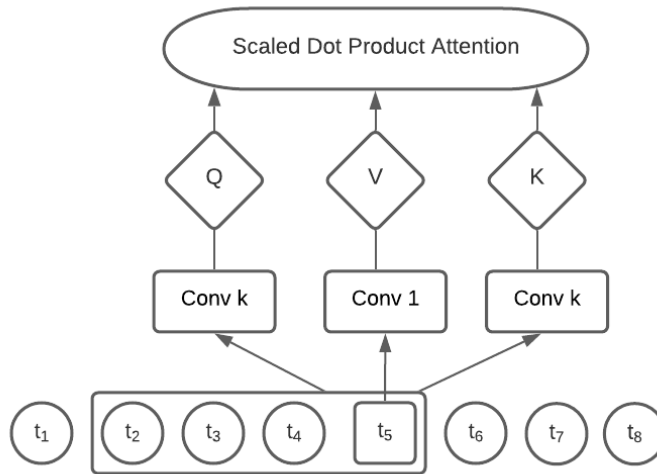 Scaled Dot Product Attention
Q V K
Conv k Conv 1 Conv k
t₁ t₂ t₃ t₄ t₅ t₆ t₇ t₈